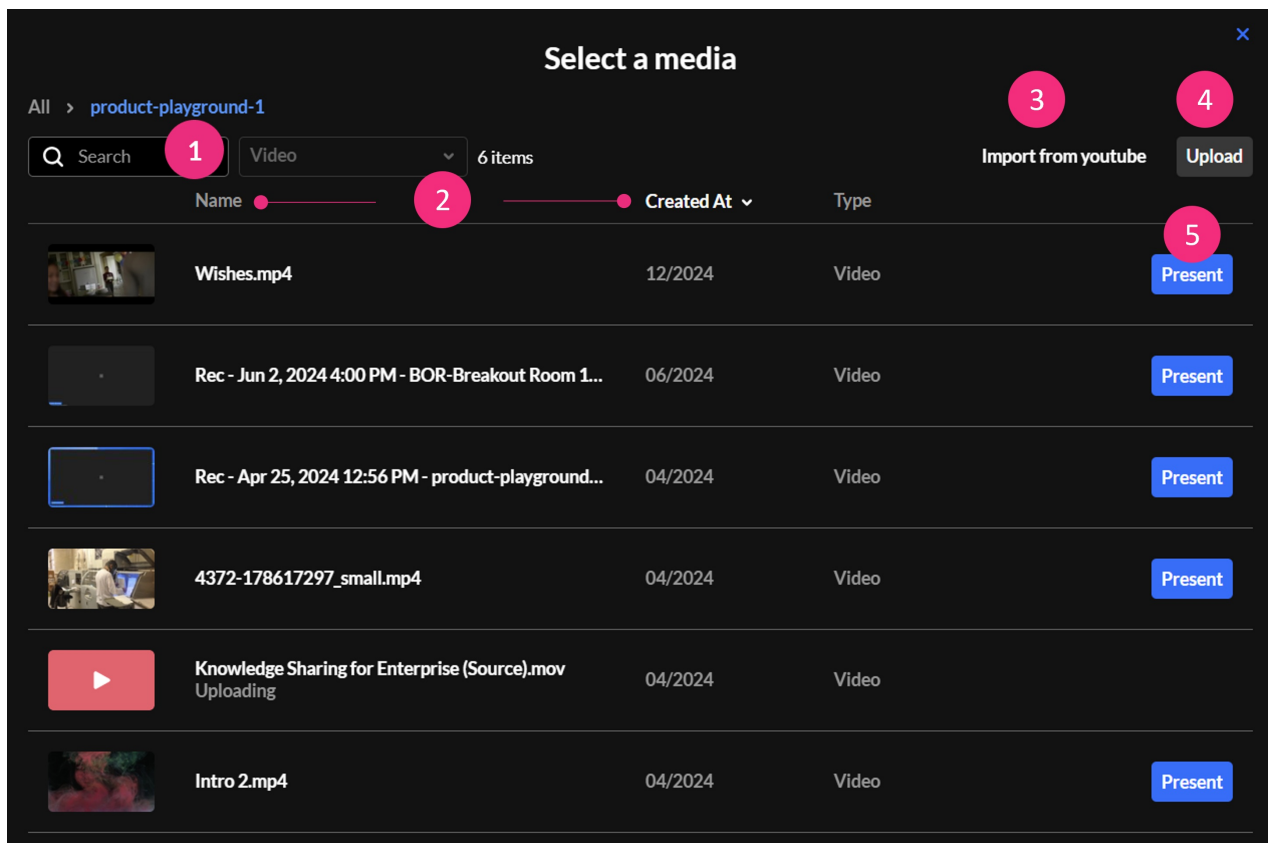 Select a media
All > product-playground-1
3
4
Search
1
Video
6 items
Import from youtube
Upload
Name
2
Created At
Type
5
Wishes.mp4
12/2024
Video
Present
Rec - Jun 2, 2024 4:00 PM - BOR-Breakout Room 1...
06/2024
Video
Present
Rec - Apr 25, 2024 12:56 PM - product-playground...
04/2024
Video
Present
4372-178617297_small.mp4
04/2024
Video
Present
Knowledge Sharing for Enterprise (Source).mov
Uploading
04/2024
Video
Intro 2.mp4
04/2024
Video
Present